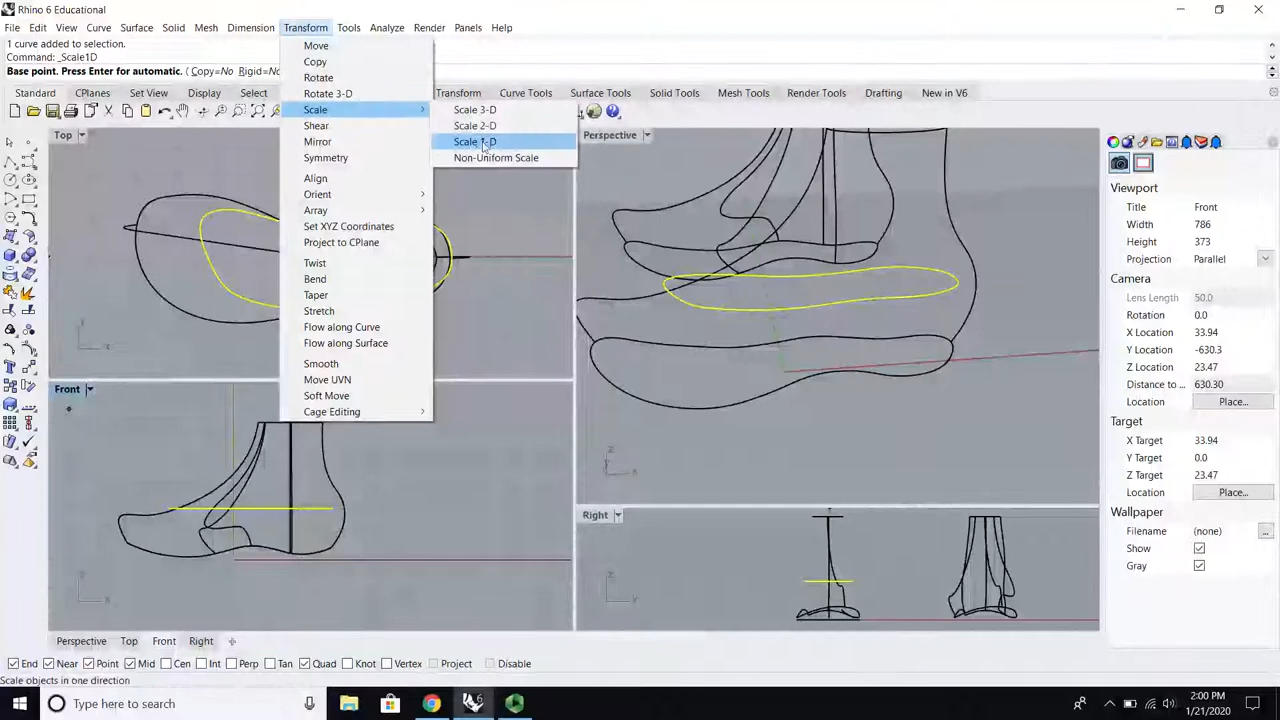 Rhino 6 Educational
File Edit View Curve Surface Solid Mesh Dimension Transform Tools Analyze Render Panels Help
1 curve added to selection.
Command: _Scale1D
Base point. Press Enter for automatic. ( Copy=No Rigid=No
Standard CPlanes Set View Display Select Transform Curve Tools Surface Tools Solid Tools Mesh Tools Render Tools Drafting New in V6
Move
Copy
Rotate
Rotate 3-D
Scale
Shear
Mirror
Symmetry
Align
Orient
Array
Set XYZ Coordinates
Project to CPlane
Twist
Bend
Taper
Stretch
Flow along Curve
Flow along Surface
Smooth
Move UVN
Soft Move
Cage Editing
Scale 3-D
Scale 2-D
Scale 1-D
Non-Uniform Scale
Top
Perspective
Front
Right
Viewport
Title Front
Width 786
Height 373
Projection Parallel
Camera
Lens Length 50.0
Rotation 0.0
X Location 33.94
Y Location -630.3
Z Location 23.47
Distance to ... 630.30
Location Place...
Target
X Target 33.94
Y Target 0.0
Z Target 23.47
Location Place...
Wallpaper
Filename (none) ...
Show
Gray
Perspective Top Front Right
End Near Point Mid Cen Int Perp Tan Quad Knot Vertex Project Disable
Scale objects in one direction
Type here to search
2:00 PM
1/21/2020